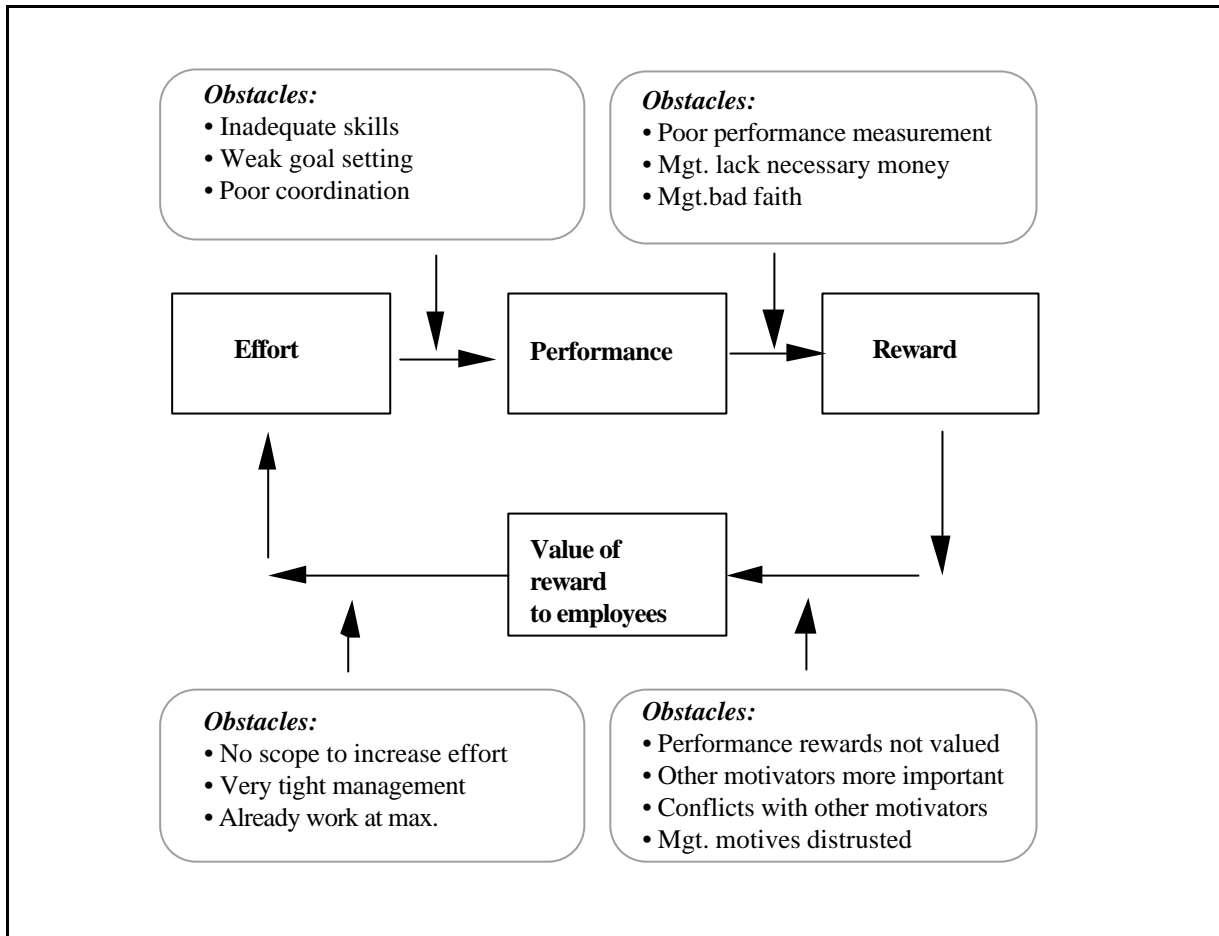 Obstacles:
• Inadequate skills
• Weak goal setting
• Poor coordination
Obstacles:
• Poor performance measurement
• Mgt. lack necessary money
• Mgt.bad faith
Effort
Performance
Reward
Value of
reward
to employees
Obstacles:
• No scope to increase effort
• Very tight management
• Already work at max.
Obstacles:
• Performance rewards not valued
• Other motivators more important
• Conflicts with other motivators
• Mgt. motives distrusted